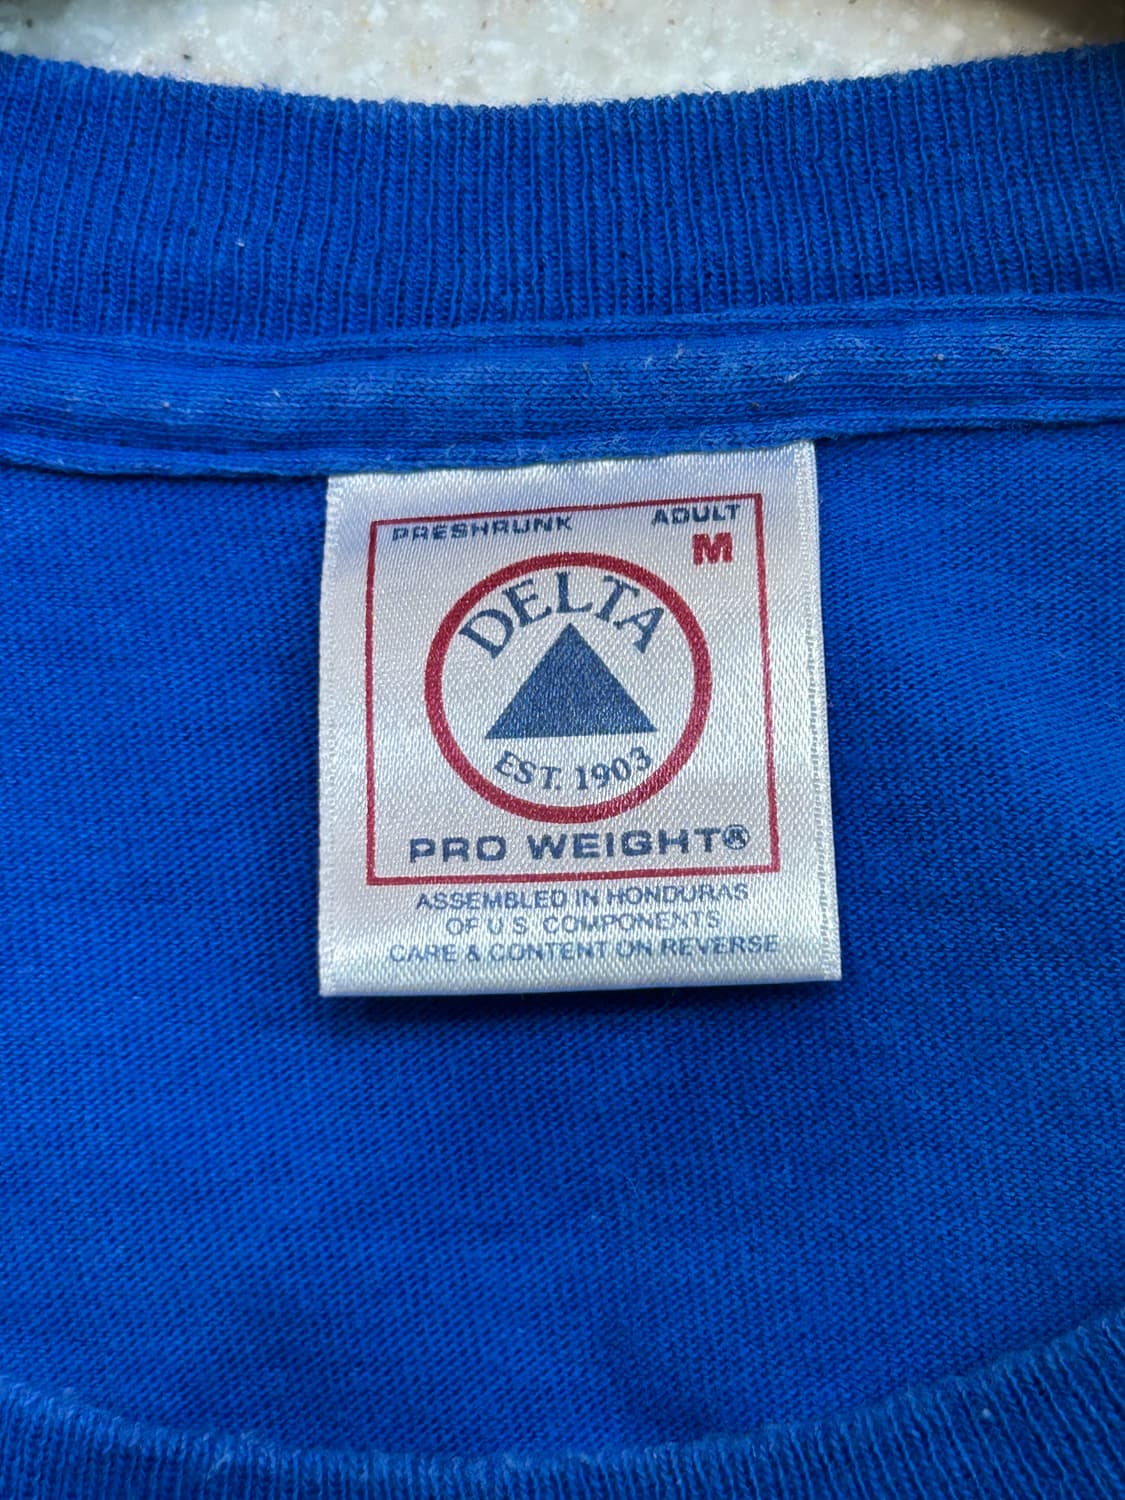 PRESHRUNK
ADULT
M
DELTA
EST. 1903
PRO WEIGHT®
ASSEMBLED IN HONDURAS
OF U S COMPONENTS
CARE & CONTENT ON REVERSE